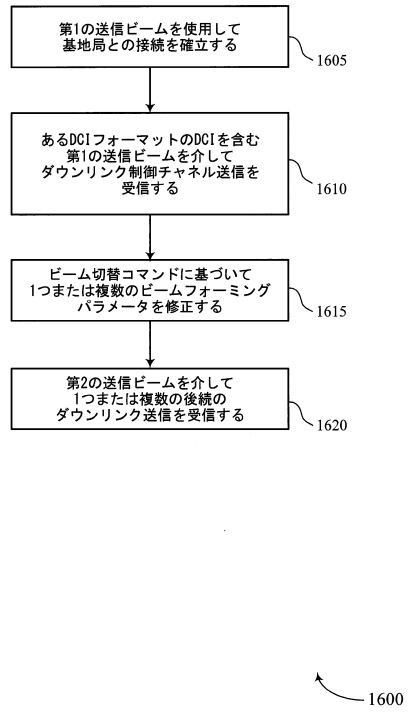 第1の送信ビームを使用して
基地局との接続を確立する
1605
あるDCIフォーマットのDCIを含む
第1の送信ビームを介して
ダウンリンク制御チャネル送信を
受信する
1610
ビーム切替コマンドに基づいて
1つまたは複数のビームフォーミング
パラメータを修正する
1615
第2の送信ビームを介して
1つまたは複数の後続の
ダウンリンク送信を受信する
1620
1600